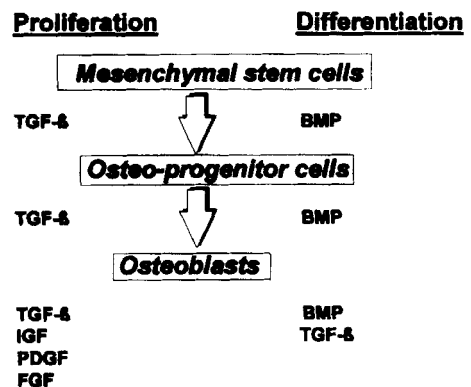 Proliferation Differentiation
Mesenchymal stem cells
TGF-ß BMP
Osteo-progenitor cells
TGF-ß BMP
Osteoblasts
TGF-ß BMP
IGF TGF-ß
PDGF
FGF